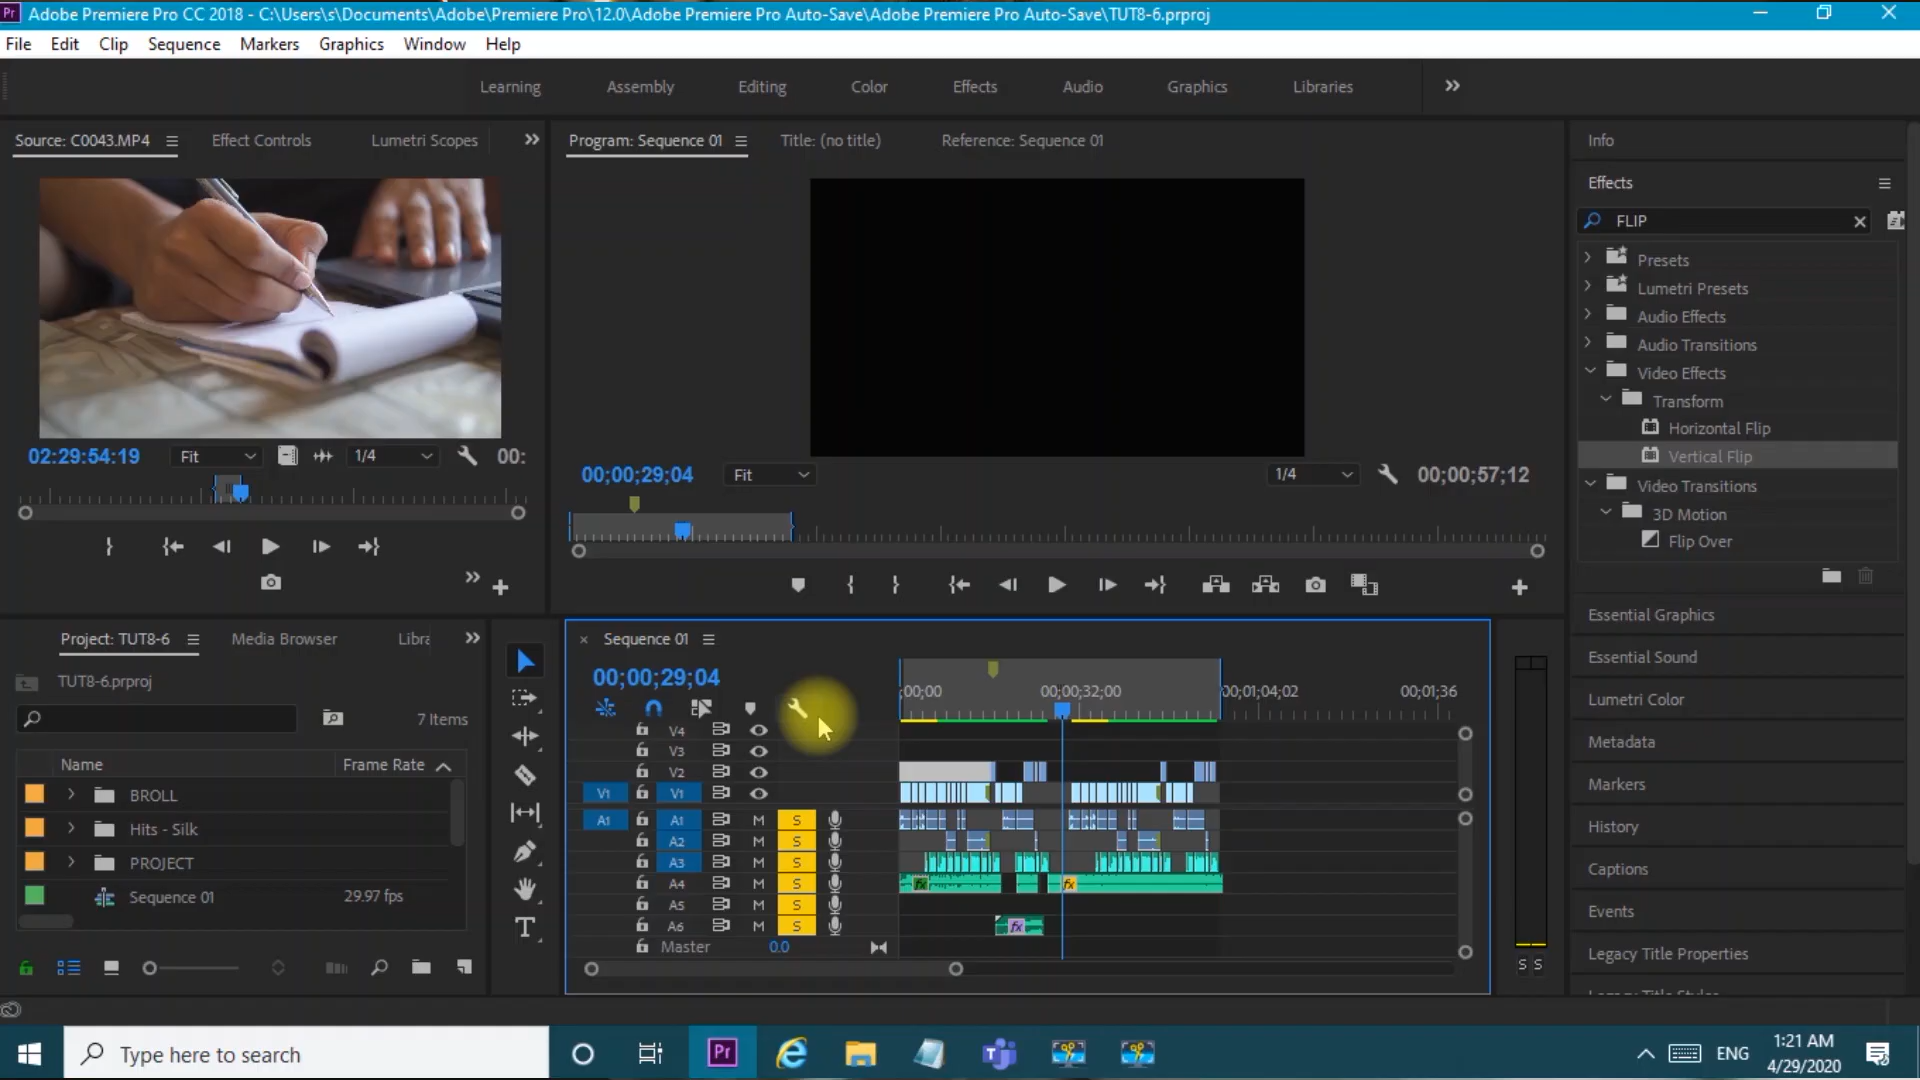 Pr Adobe Premiere Pro CC 2018 - C:\Users\s\Documents\Adobe\Premiere Pro\12.0\Adobe Premiere Pro Auto-Save\Adobe Premiere Pro Auto-Save\TUT8-6.prproj
File Edit Clip Sequence Markers Graphics Window Help
Learning Assembly Editing Color Effects Audio Graphics Libraries
Source: C0043.MP4 Effect Controls Lumetri Scopes
Program: Sequence 01 Title: (no title) Reference: Sequence 01
Info
Effects
FLIP
Presets
Lumetri Presets
Audio Effects
Audio Transitions
Video Effects
Transform
Horizontal Flip
Vertical Flip
Video Transitions
3D Motion
Flip Over
02:29:54:19 Fit 1/4 00:
00;00;29;04 Fit 1/4 00;00;57;12
Essential Graphics
Essential Sound
Lumetri Color
Metadata
Markers
History
Captions
Events
Legacy Title Properties
Project: TUT8-6 Media Browser Libra
TUT8-6.prproj
7 Items
Name Frame Rate
BROLL
Hits - Silk
PROJECT
Sequence 01 29.97 fps
× Sequence 01
00;00;29;04
;00;00 00;00;32;00 00;01;04;02 00;01;36
V4
V3
V2
V1 V1
A1 A1 M S
A2 M S
A3 M S
A4 M S fx fx
A5 M S
A6 M S fx
Master 0.0
S S
Type here to search
Pr
ENG
1:21 AM
4/29/2020